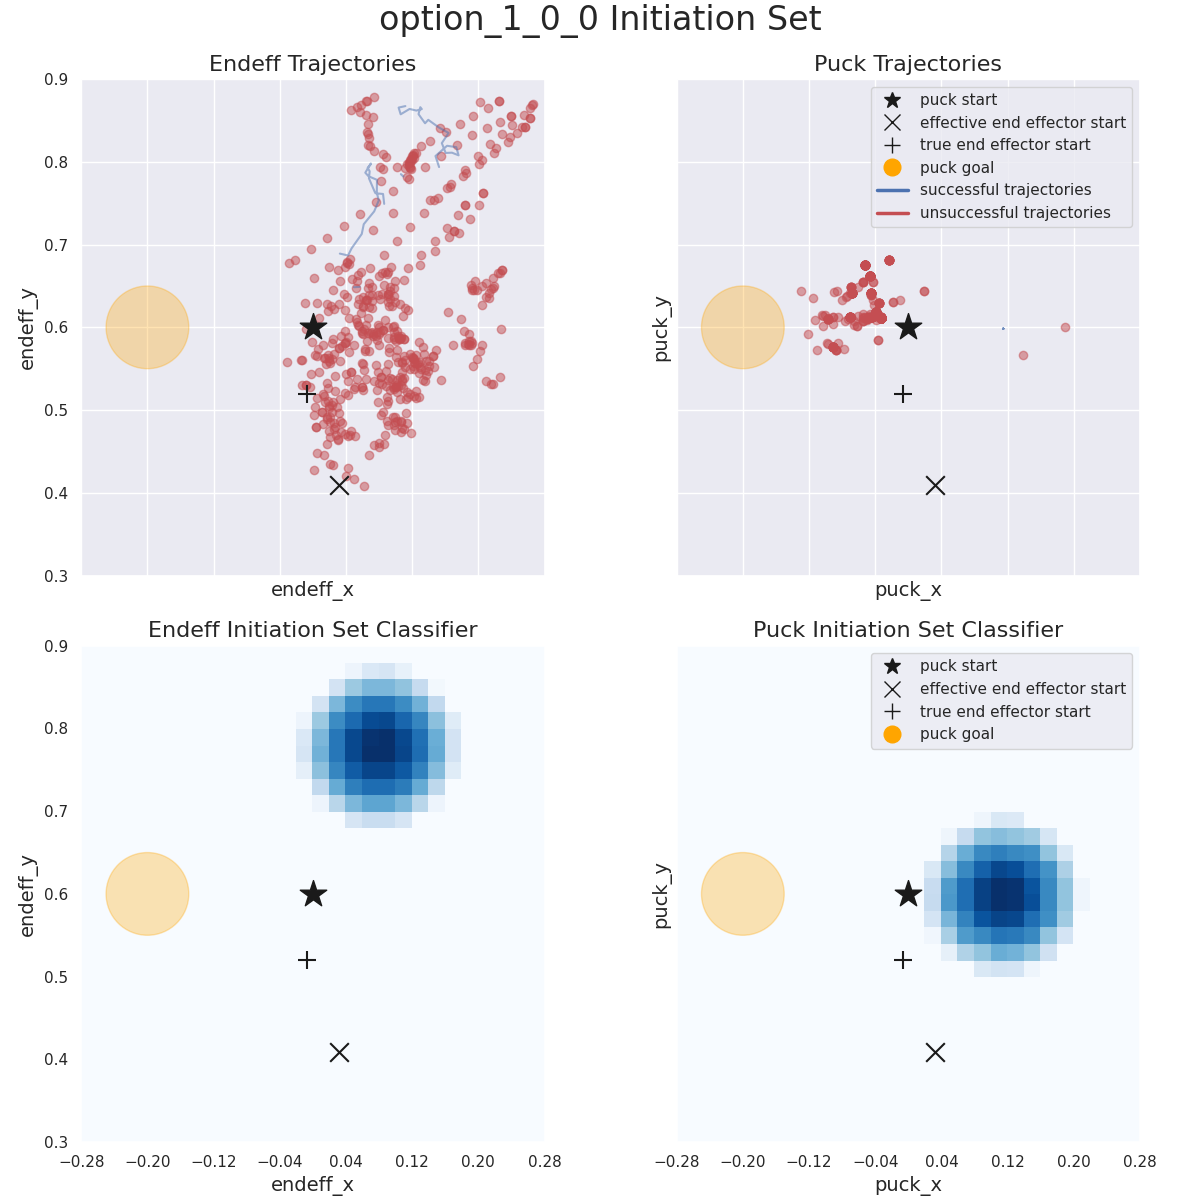 option_1_0_0 Initiation Set
Endeff Trajectories
0.9
0.8
0.7
0.6
0.5
0.4
0.3
endeff_y
endeff_x
Puck Trajectories
puck start
effective end effector start
true end effector start
puck goal
successful trajectories
unsuccessful trajectories
puck_y
puck_x
Endeff Initiation Set Classifier
0.9
0.8
0.7
0.6
0.5
0.4
0.3
endeff_y
−0.28 −0.20 −0.12 −0.04 0.04 0.12 0.20 0.28
endeff_x
Puck Initiation Set Classifier
puck start
effective end effector start
true end effector start
puck goal
puck_y
−0.28 −0.20 −0.12 −0.04 0.04 0.12 0.20 0.28
puck_x